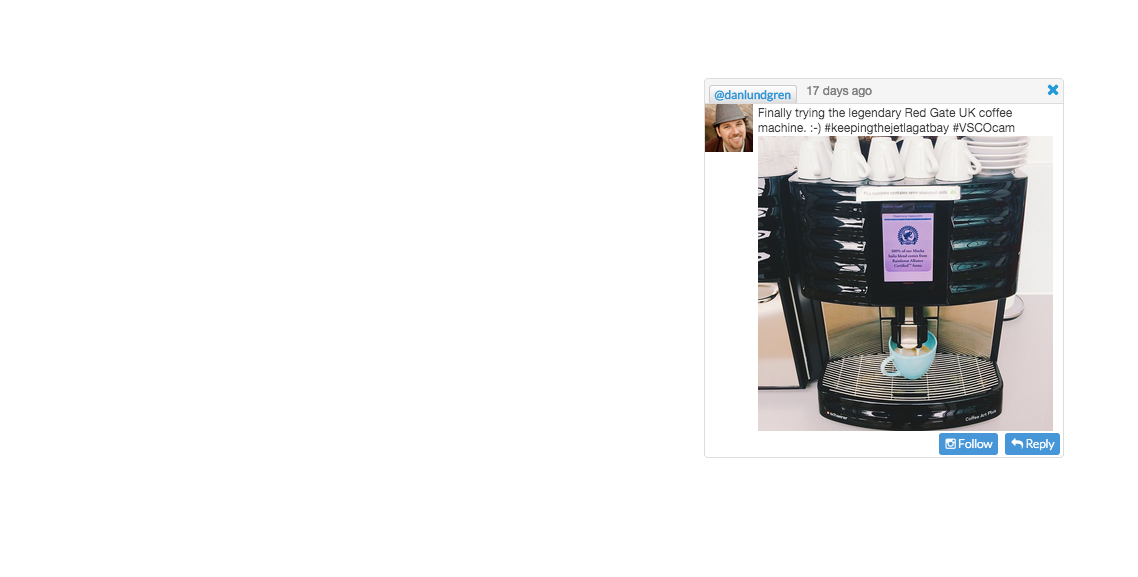 @danlundgren 17 days ago
Finally trying the legendary Red Gate UK coffee
machine. :-) #keepingthejetlagatbay #VSCOcam
100% of our Mocha
Italia blend comes from
Rainforest Alliance
Certified™ farms
schaerer
Coffee Art Plus
Follow Reply